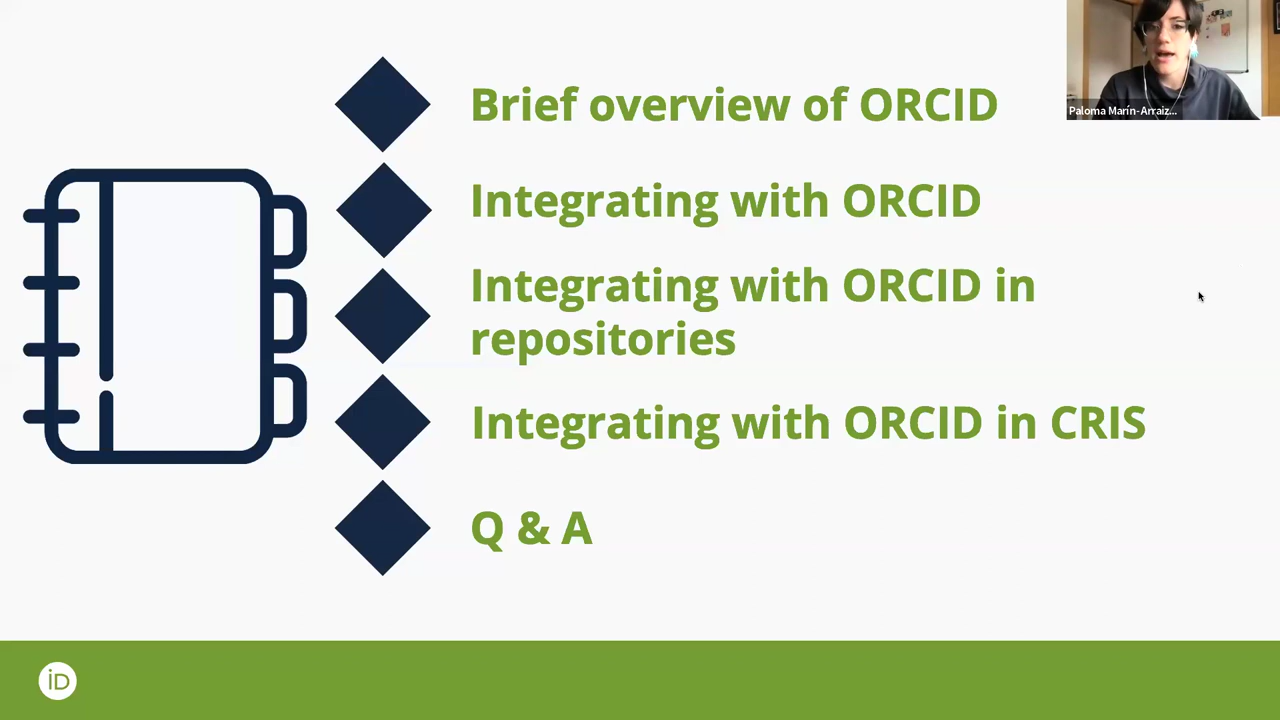 Brief overview of ORCID
Paloma Marín-Arraiz...
Integrating with ORCID
Integrating with ORCID in
repositories
Integrating with ORCID in CRIS
Q & A
iD